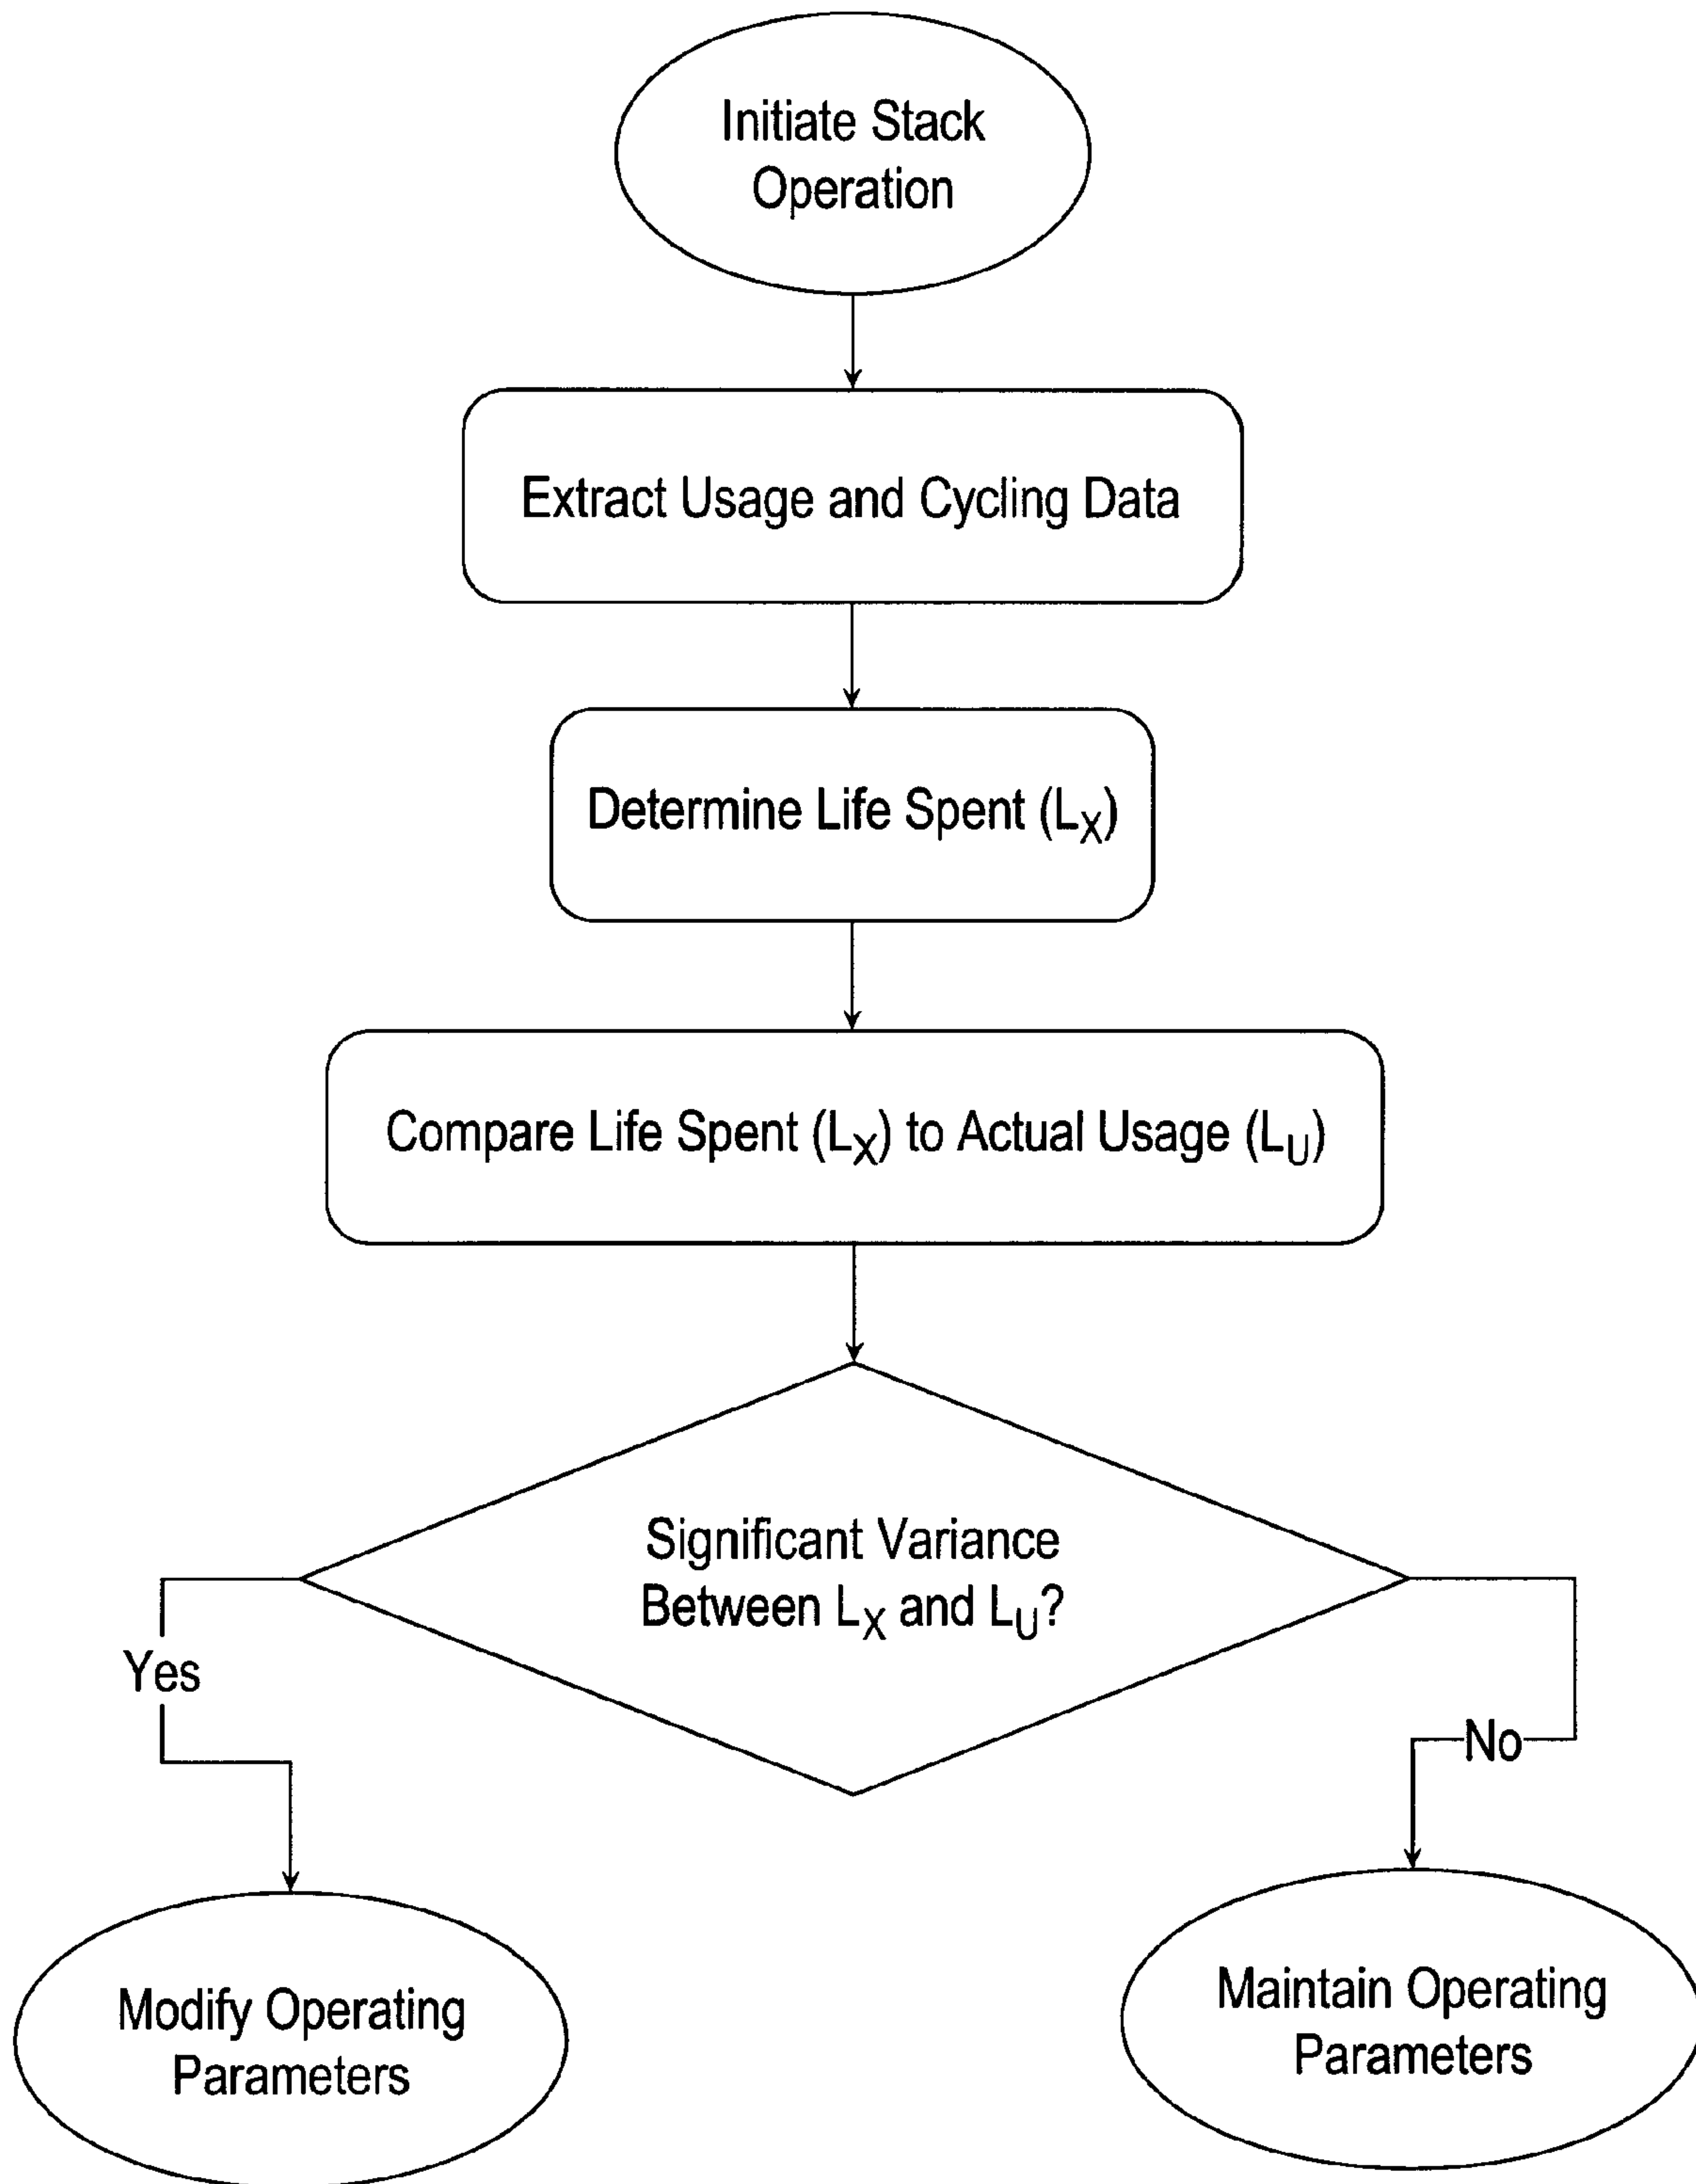 Initiate Stack
Operation
Extract Usage and Cycling Data
Determine Life Spent (LX)
Compare Life Spent (LX) to Actual Usage (LU)
Significant Variance
Between LX and LU?
Yes
No
Modify Operating
Parameters
Maintain Operating
Parameters